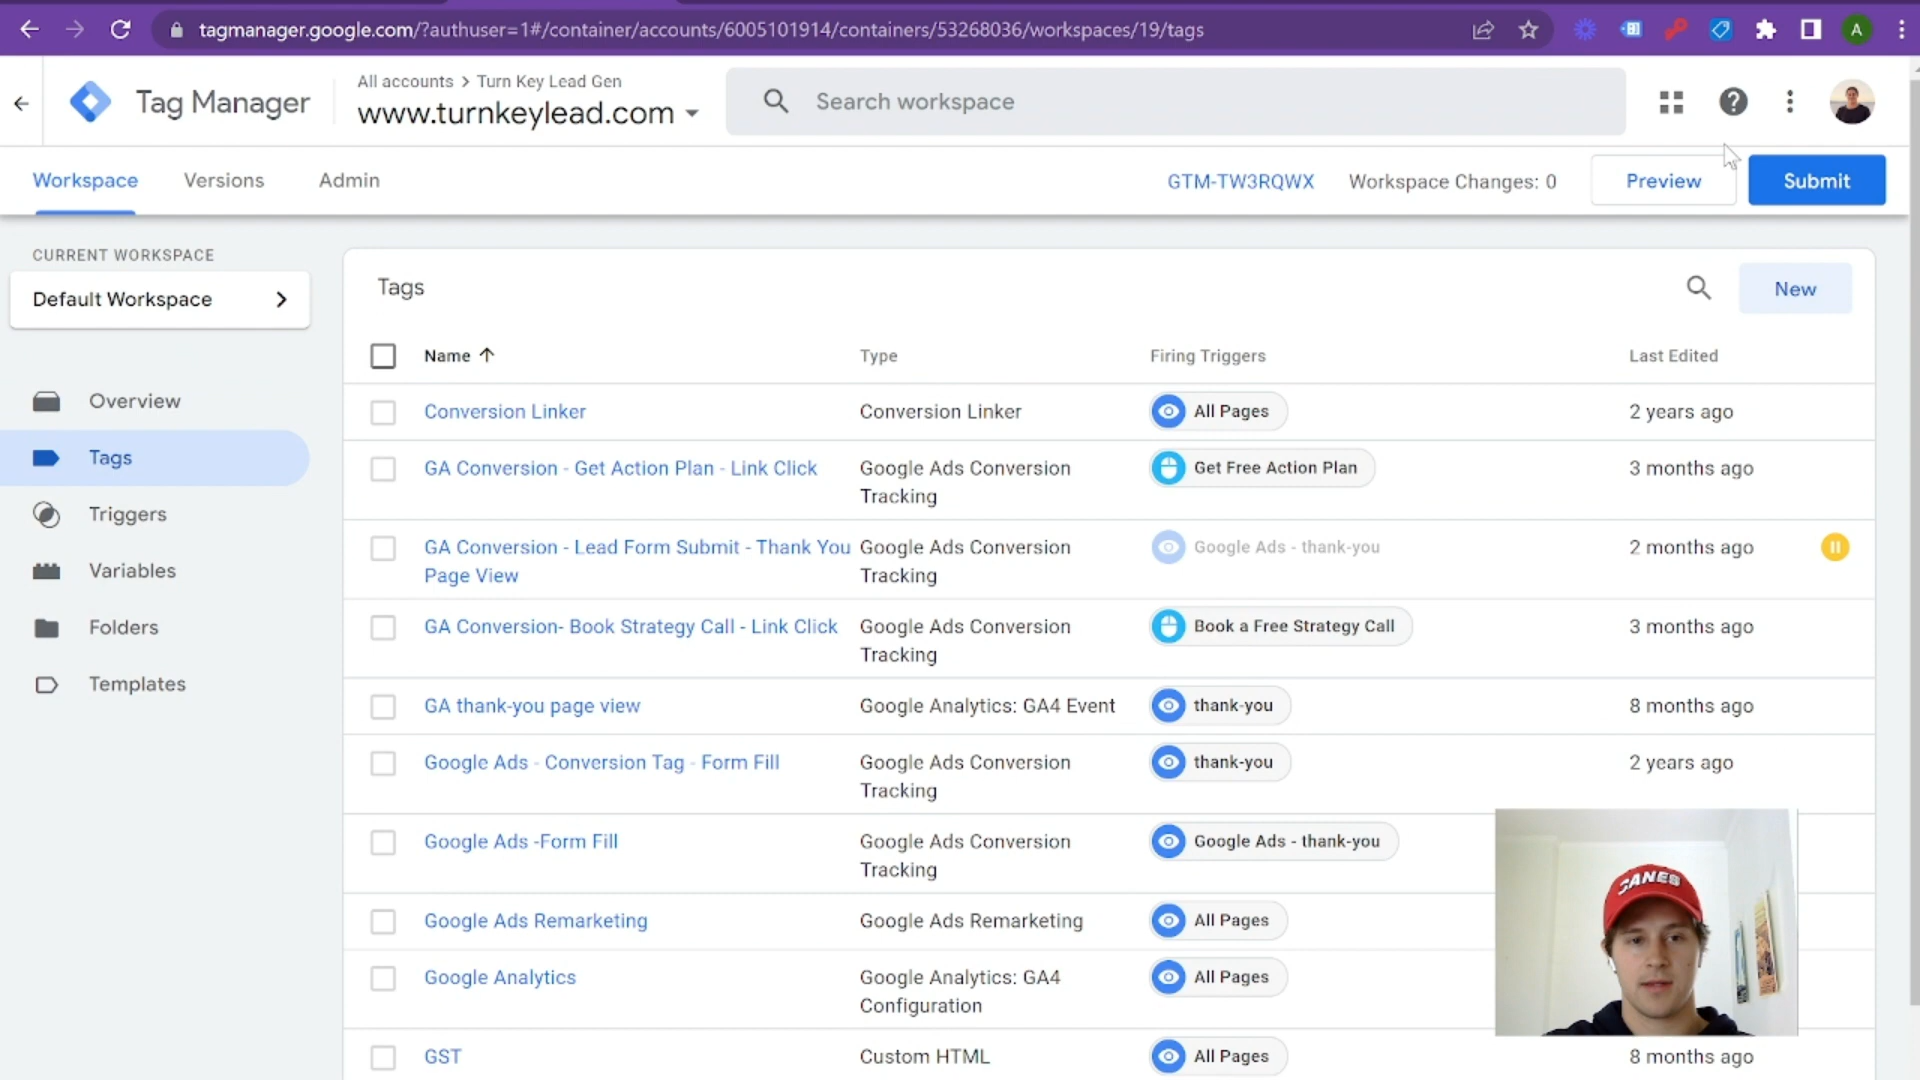 tagmanager.google.com/?authuser=1#/container/accounts/6005101914/containers/53268036/workspaces/19/tags
A
Tag Manager
All accounts > Turn Key Lead Gen
www.turnkeylead.com
Search workspace
Workspace
Versions
Admin
GTM-TW3RQWX
Workspace Changes: 0
Preview
Submit
CURRENT WORKSPACE
Default Workspace
Overview
Tags
Triggers
Variables
Folders
Templates
Tags
New
Name
Type
Firing Triggers
Last Edited
Conversion Linker
Conversion Linker
All Pages
2 years ago
GA Conversion - Get Action Plan - Link Click
Google Ads Conversion
Tracking
Get Free Action Plan
3 months ago
GA Conversion - Lead Form Submit - Thank You
Page View
Google Ads Conversion
Tracking
Google Ads - thank-you
2 months ago
GA Conversion- Book Strategy Call - Link Click
Google Ads Conversion
Tracking
Book a Free Strategy Call
3 months ago
GA thank-you page view
Google Analytics: GA4 Event
thank-you
8 months ago
Google Ads - Conversion Tag - Form Fill
Google Ads Conversion
Tracking
thank-you
2 years ago
Google Ads -Form Fill
Google Ads Conversion
Tracking
Google Ads - thank-you
Google Ads Remarketing
Google Ads Remarketing
All Pages
Google Analytics
Google Analytics: GA4
Configuration
All Pages
GST
Custom HTML
All Pages
8 months ago
CANES